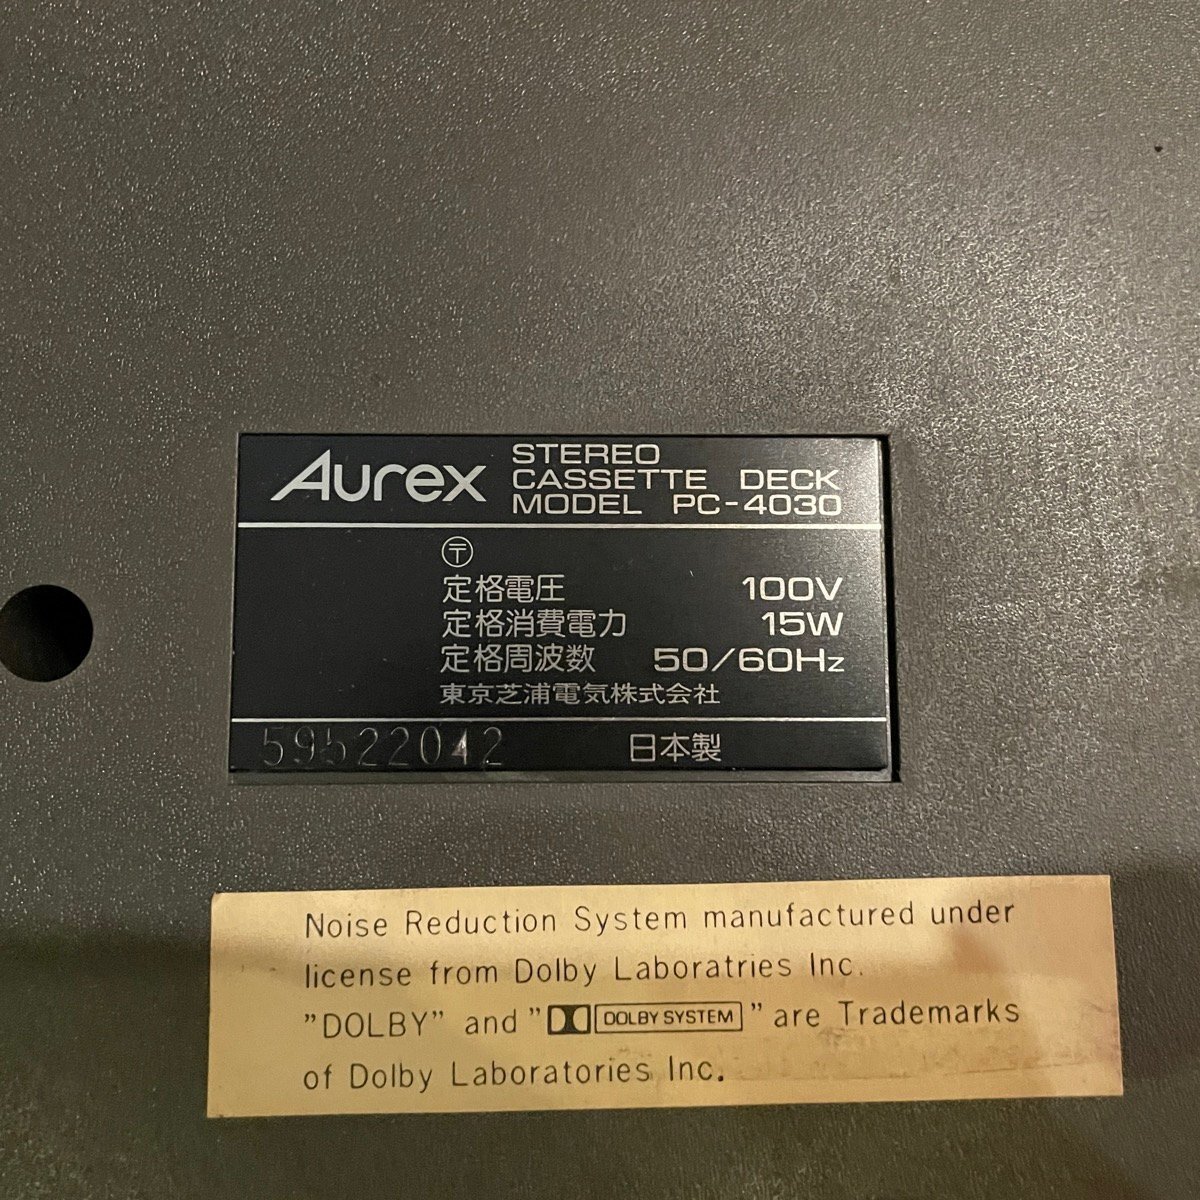 Aurex
STEREO
CASSETTE DECK
MODEL PC-4030
〒
定格電圧 100V
定格消費電力 15W
定格周波数 50/60Hz
東京芝浦電気株式会社
59522042 日本製
Noise Reduction System manufactured under
license from Dolby Laboratries Inc.
"DOLBY" and " DOLBY SYSTEM " are Trademarks
of Dolby Laboratories Inc.